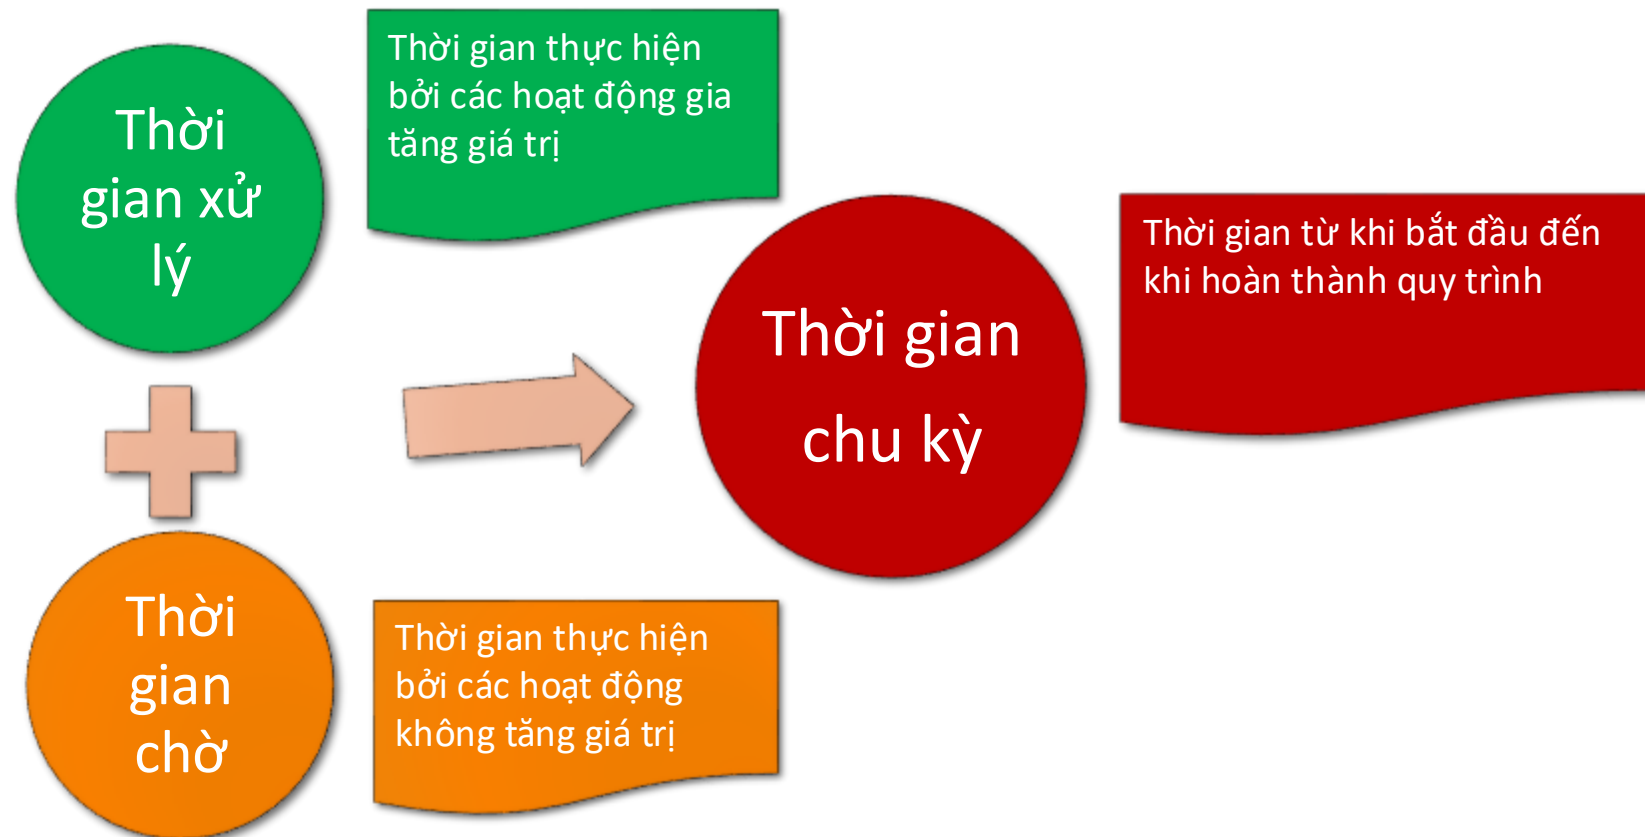 Thời
gian xử
lý
Thời gian thực hiện
bởi các hoạt động gia
tăng giá trị
Thời gian
chu kỳ
Thời gian từ khi bắt đầu đến
khi hoàn thành quy trình
Thời
gian
chờ
Thời gian thực hiện
bởi các hoạt động
không tăng giá trị